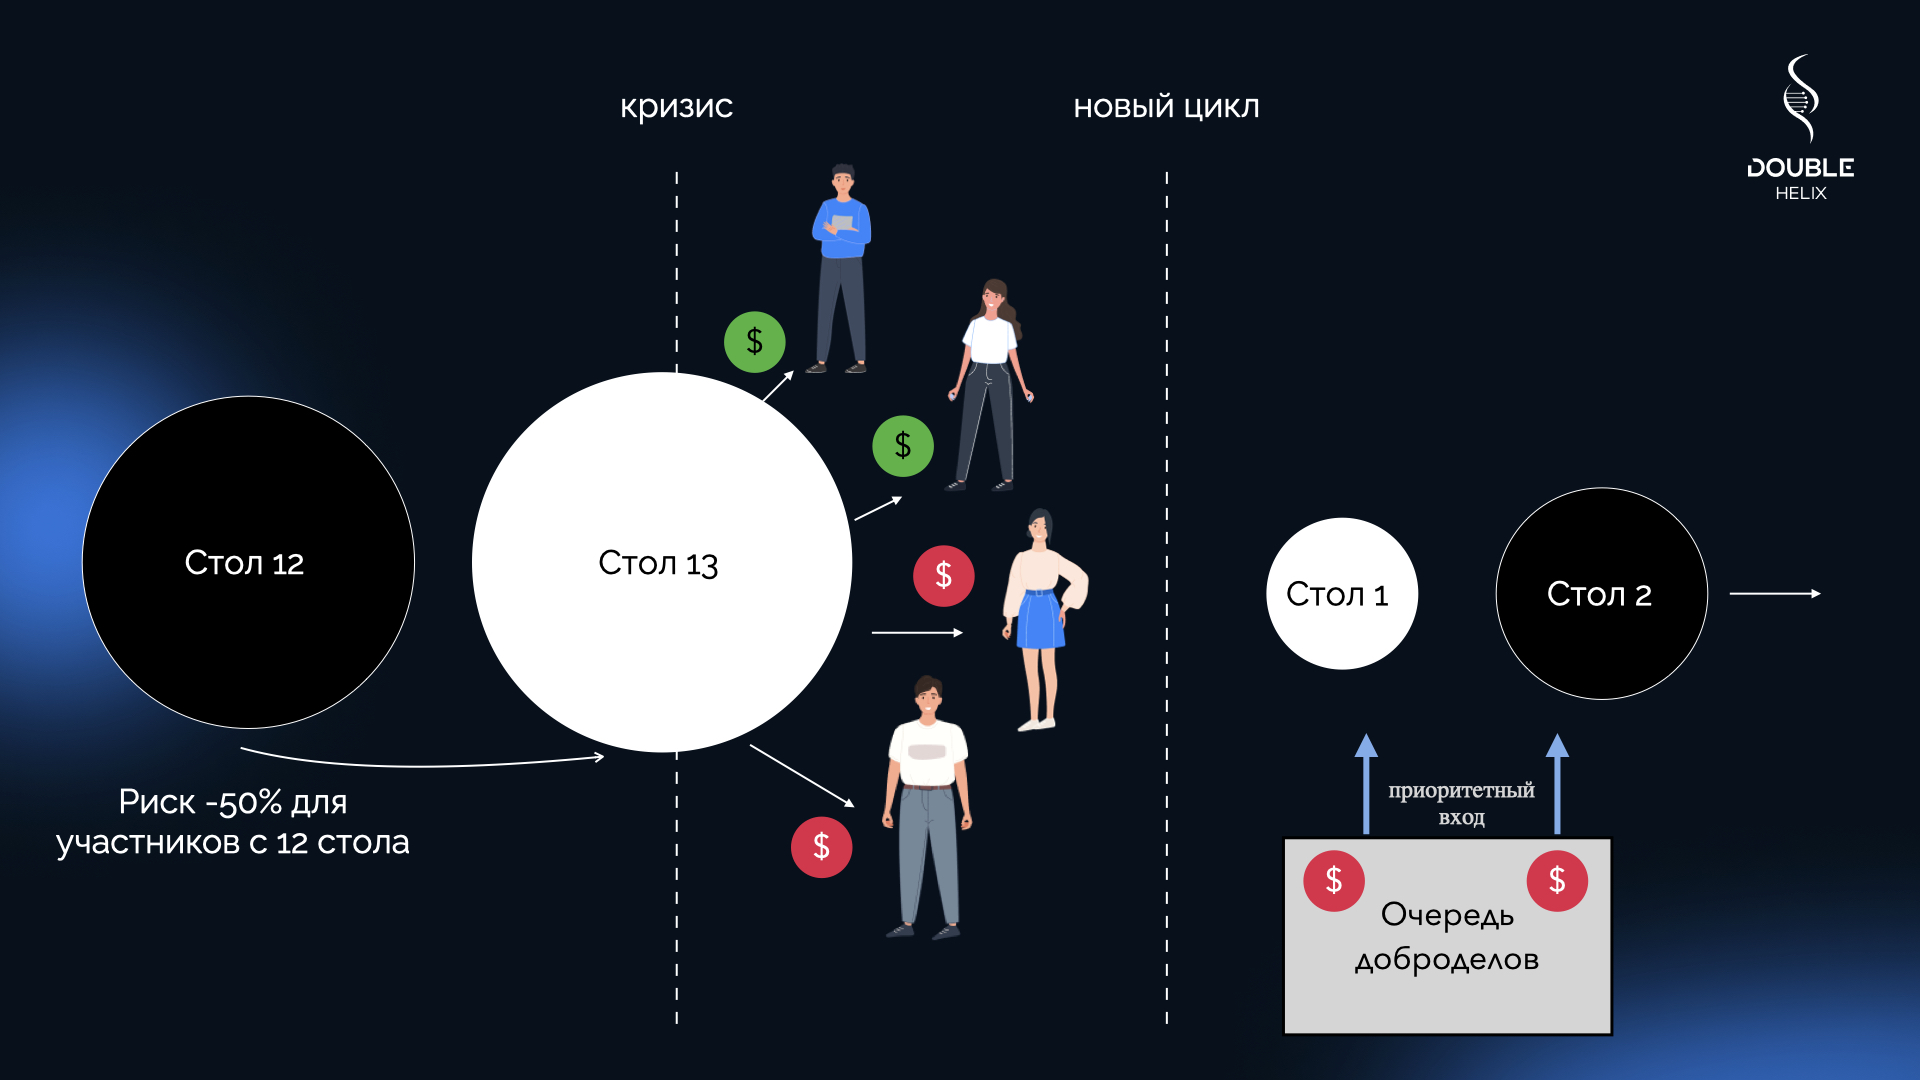 кризис
новый цикл
DOUBLE
HELIX
$
$
$
$
Стол 12
Стол 13
Стол 1
Стол 2
Риск -50% для
участников с 12 стола
приоритетный
вход
$
$
Очередь
доброделов